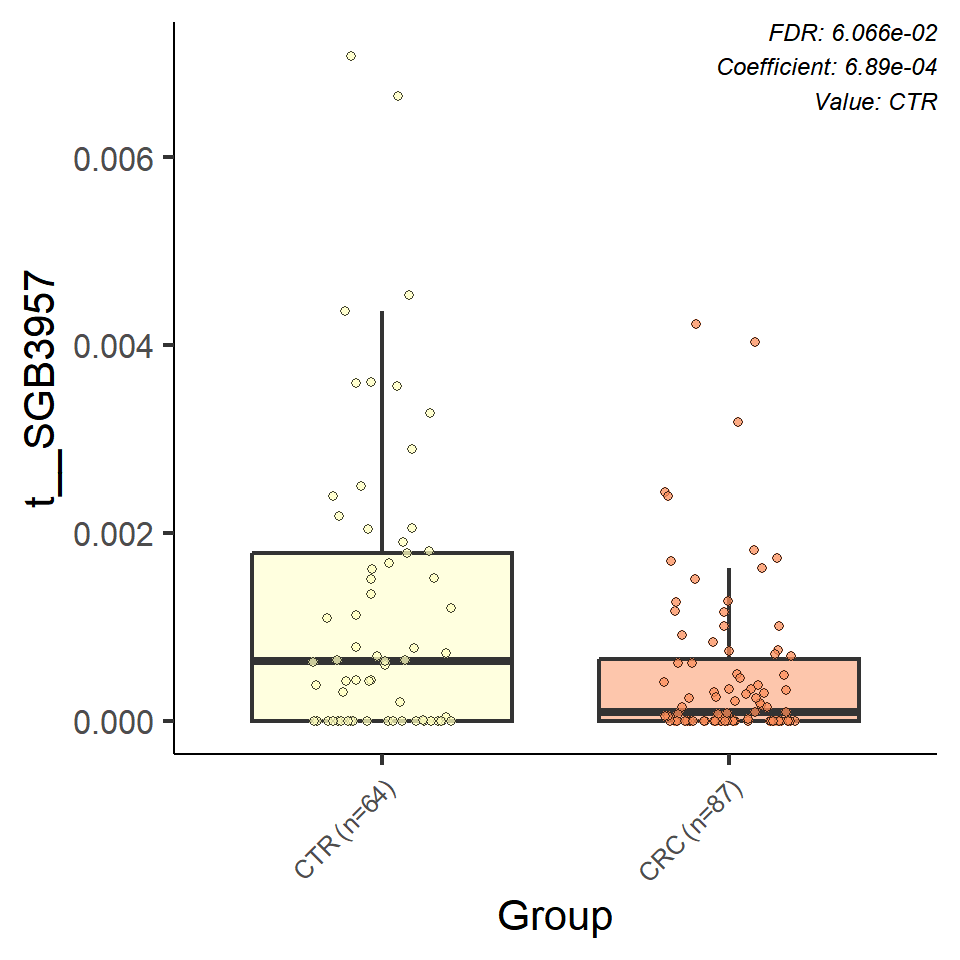 FDR: 6.066e-02
Coefficient: 6.89e-04
Value: CTR
t__SGB3957
0.006
0.004
0.002
0.000
CTR (n=64)
CRC (n=87)
Group